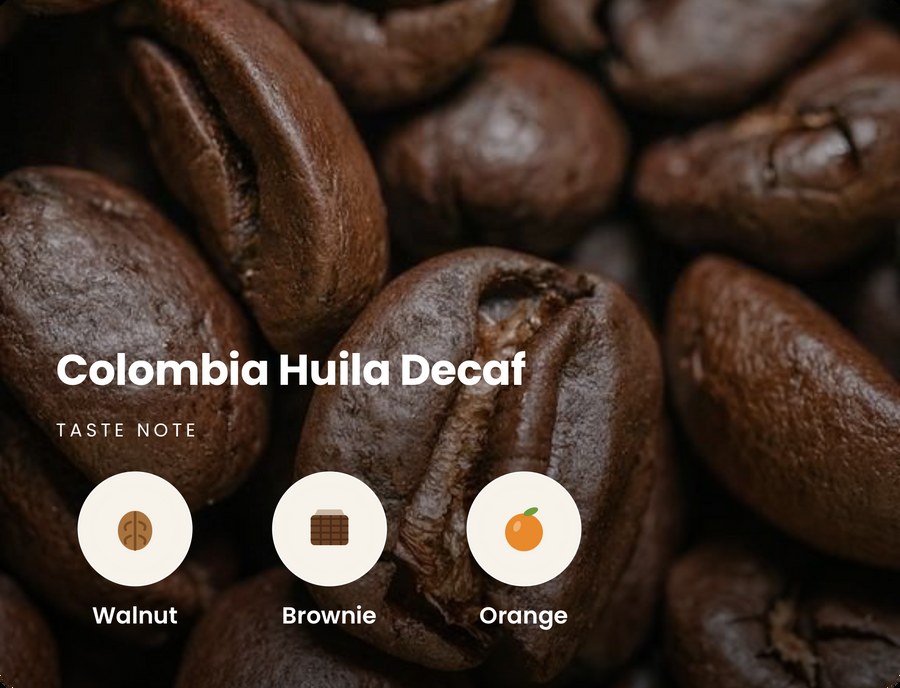 Colombia Huila Decaf
TASTE NOTE
Walnut
Brownie
Orange